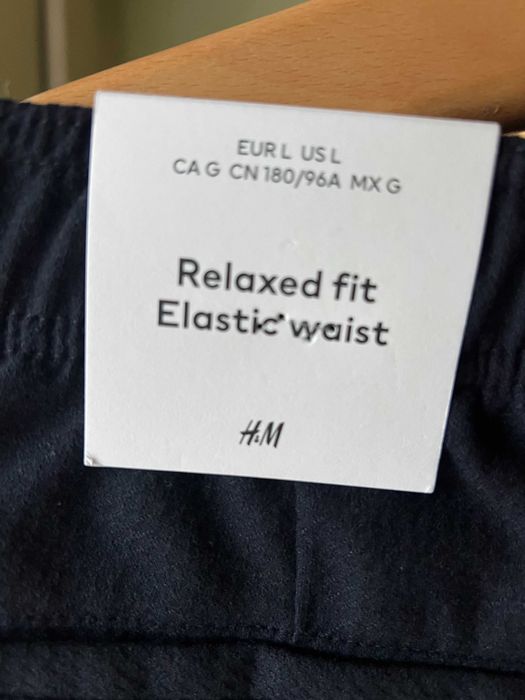 EUR L US L
CA G CN 180/96A MX G
Relaxed fit
Elastic waist
H&M